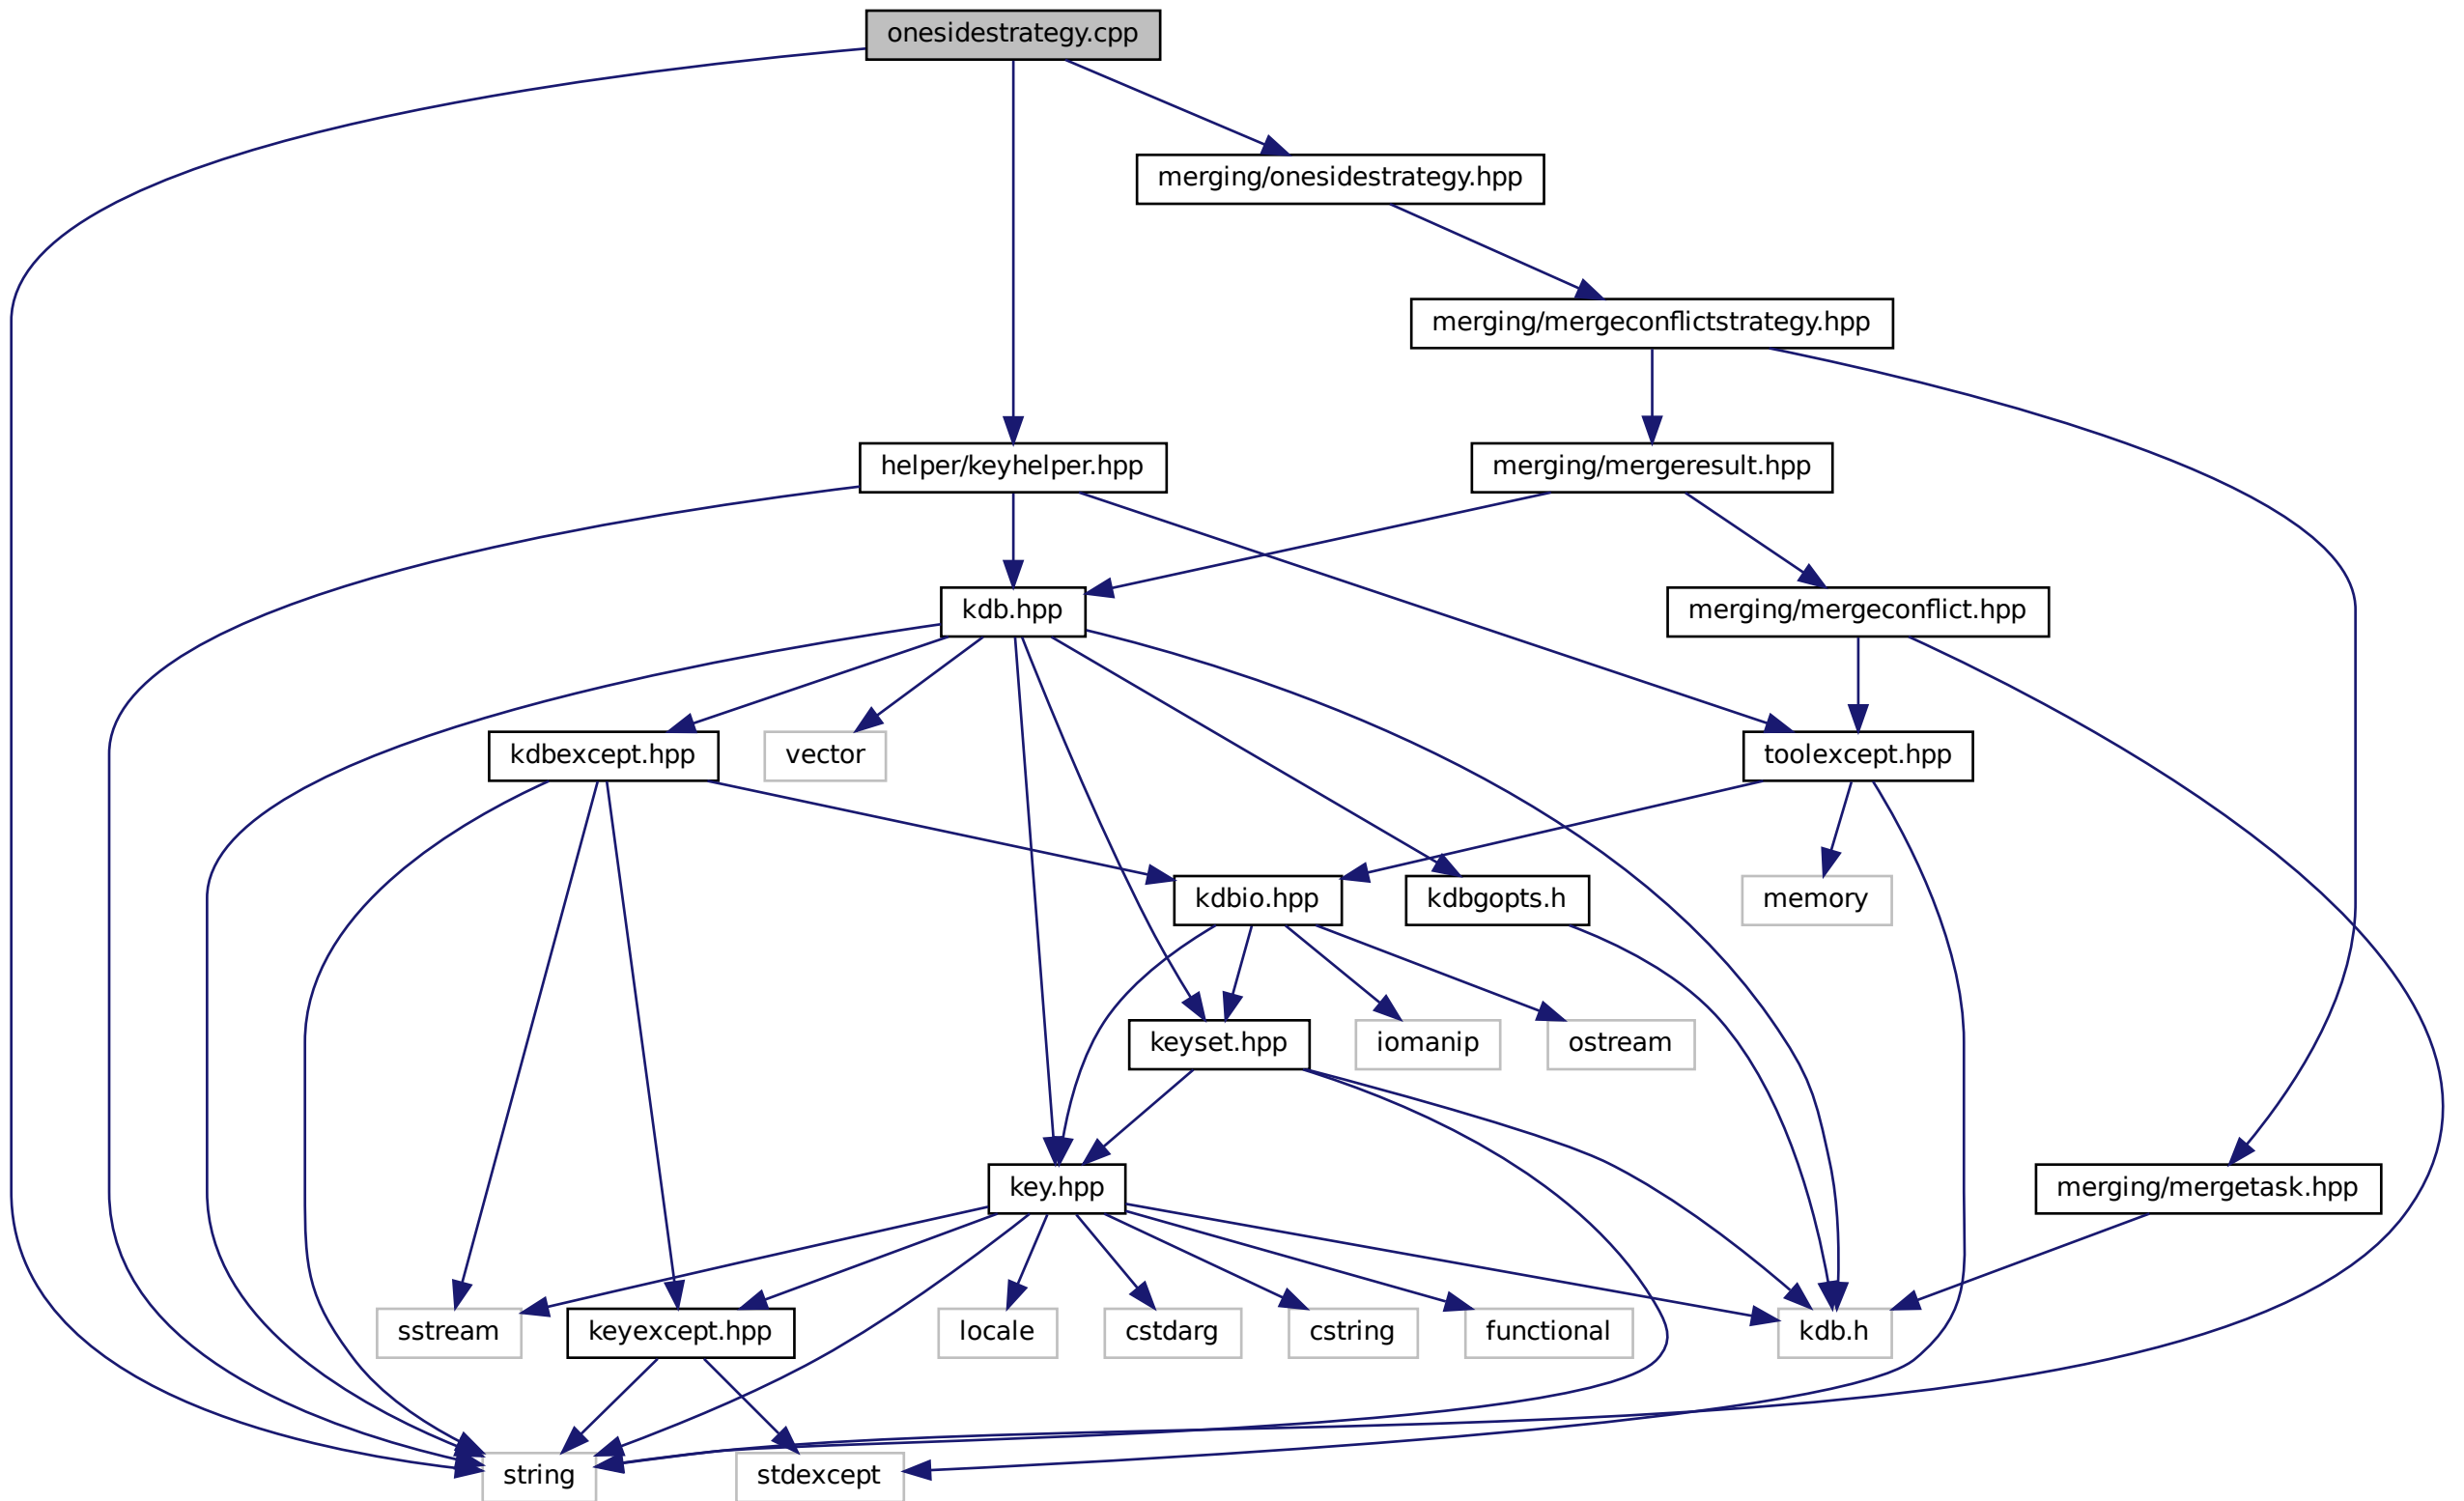 onesidestrategy.cpp
merging/onesidestrategy.hpp
merging/mergeconflictstrategy.hpp
helper/keyhelper.hpp
merging/mergeresult.hpp
kdb.hpp
merging/mergeconflict.hpp
kdbexcept.hpp
vector
toolexcept.hpp
kdbio.hpp
kdbgopts.h
memory
keyset.hpp
iomanip
ostream
key.hpp
merging/mergetask.hpp
sstream
keyexcept.hpp
locale
cstdarg
cstring
functional
kdb.h
string
stdexcept